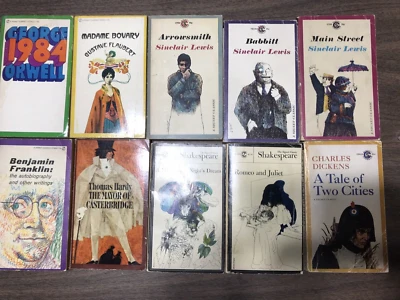 GEORGE
1984
ORWELL
MADAME BOVARY
GUSTAVE FLAUBERT
Arrowsmith
Sinclair Lewis
Babbitt
Sinclair Lewis
Main Street
Sinclair Lewis
Benjamin
Franklin:
the autobiography
and other writings
Thomas Hardy
THE MAYOR OF
CASTERBRIDGE
Shakespeare
Night's Dream
Shakespeare
Romeo and Juliet
CHARLES
DICKENS
A Tale of
Two Cities